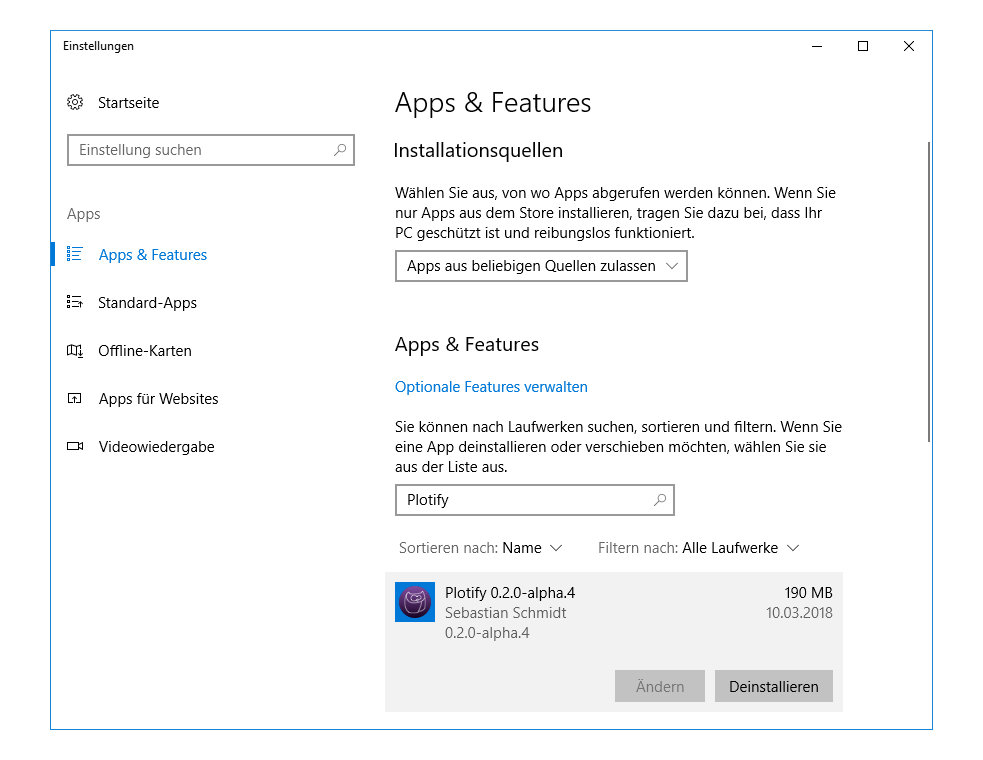 Einstellungen
Startseite
Einstellung suchen
Apps
Apps & Features
Standard-Apps
Offline-Karten
Apps für Websites
Videowiedergabe
Apps & Features
Installationsquellen
Wählen Sie aus, von wo Apps abgerufen werden können. Wenn Sie
nur Apps aus dem Store installieren, tragen Sie dazu bei, dass Ihr
PC geschützt ist und reibungslos funktioniert.
Apps aus beliebigen Quellen zulassen
Apps & Features
Optionale Features verwalten
Sie können nach Laufwerken suchen, sortieren und filtern. Wenn Sie
eine App deinstallieren oder verschieben möchten, wählen Sie sie
aus der Liste aus.
Plotify
Sortieren nach: Name Filtern nach: Alle Laufwerke
Plotify 0.2.0-alpha.4 190 MB
Sebastian Schmidt 10.03.2018
0.2.0-alpha.4
Ändern Deinstallieren